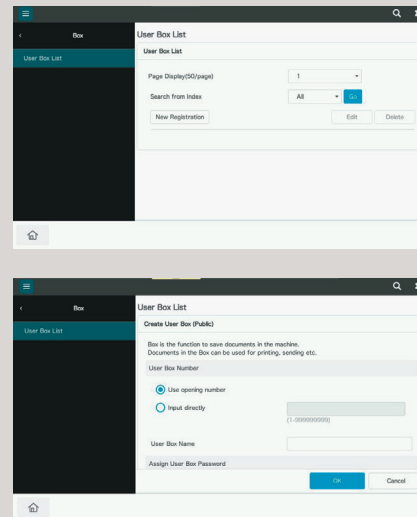 Box
User Box List
User Box List
User Box List
Page Display(50/page)
1
Search from Index
All
Go
New Registration
Edit
Delete
Box
User Box List
User Box List
Create User Box (Public)
Box is the function to save documents in the machine.
Documents in the Box can be used for printing, sending etc.
User Box Number
Use opening number
Input directly
(1-999999999)
User Box Name
Assign User Box Password
OK
Cancel